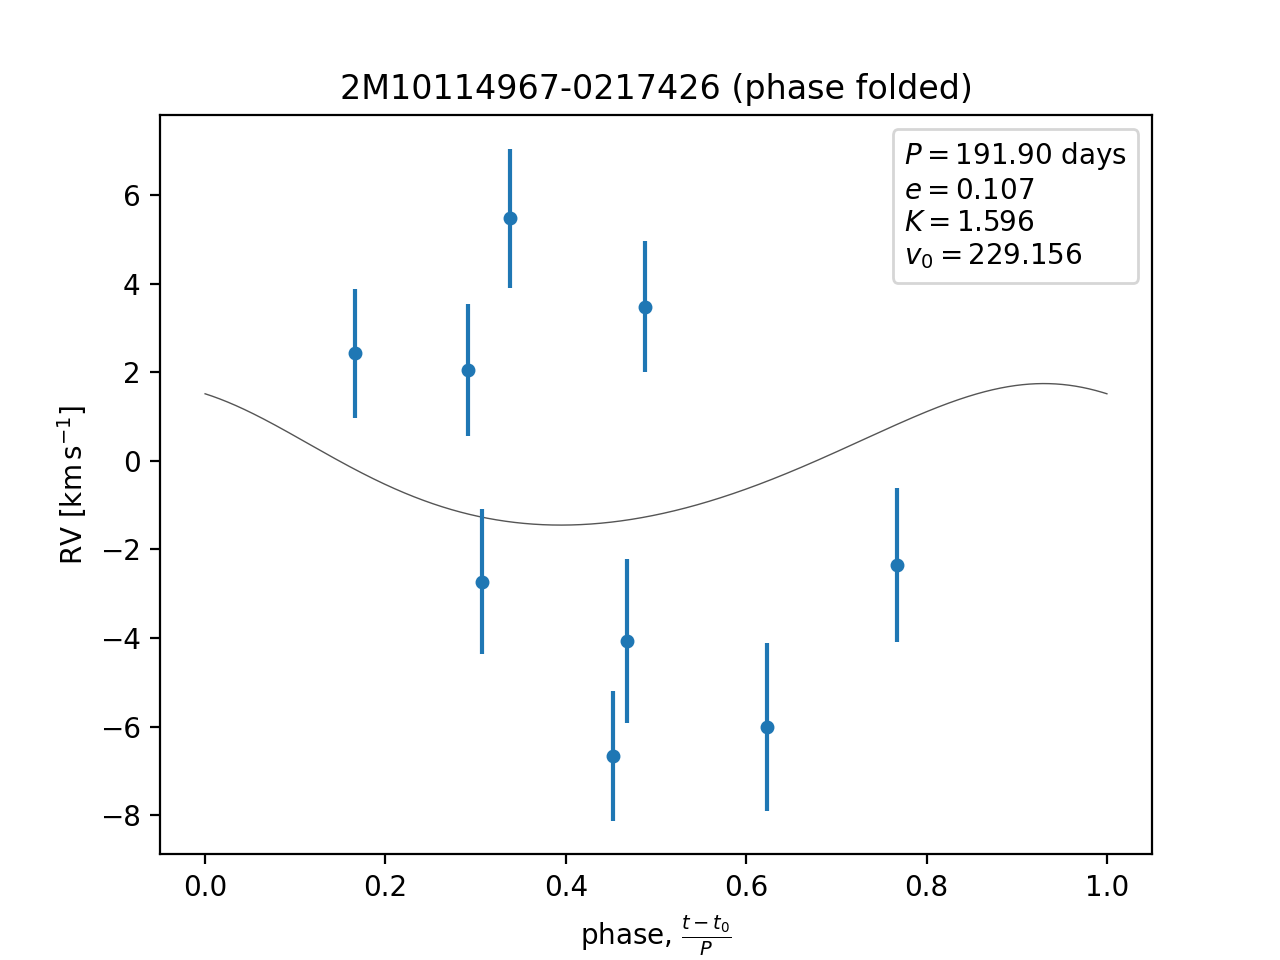 2M10114967-0217426 (phase folded)
P = 191.90 days
e = 0.107
K = 1.596
v₀ = 229.156
RV [km s⁻¹]
6
4
2
0
−2
−4
−6
−8
0.0 0.2 0.4 0.6 0.8 1.0
phase, (t − t₀)/P